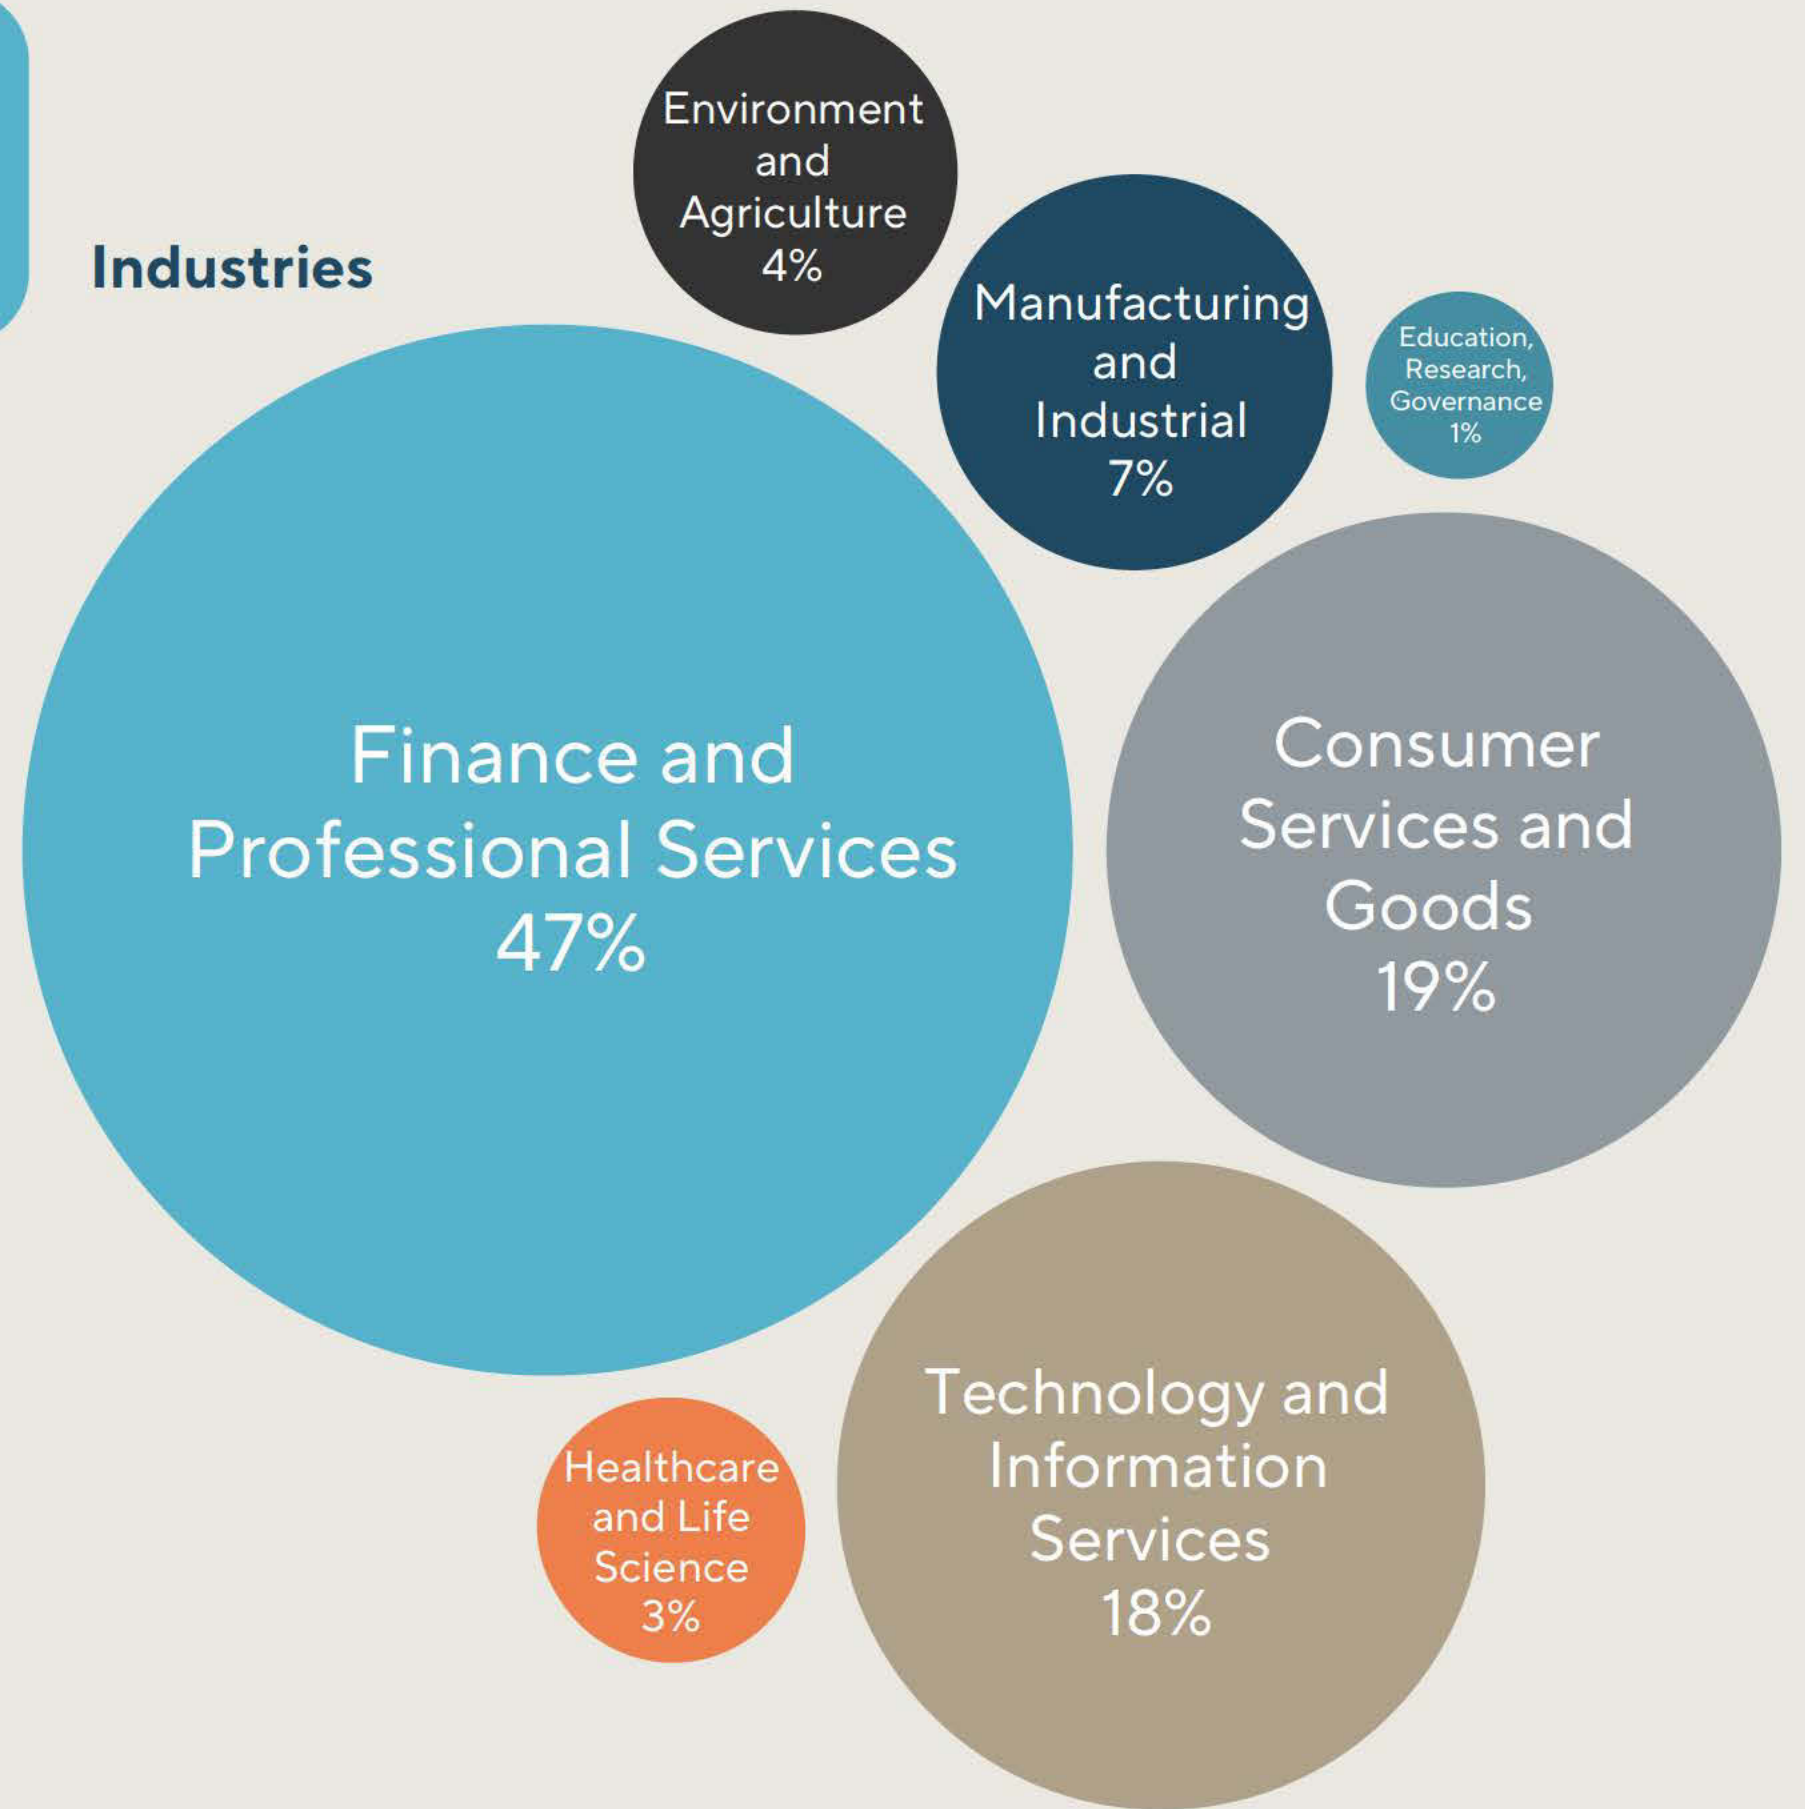 Industries
Environment
and
Agriculture
4%
Manufacturing
and
Industrial
7%
Education,
Research,
Governance
1%
Finance and
Professional Services
47%
Consumer
Services and
Goods
19%
Technology and
Information
Services
18%
Healthcare
and Life
Science
3%